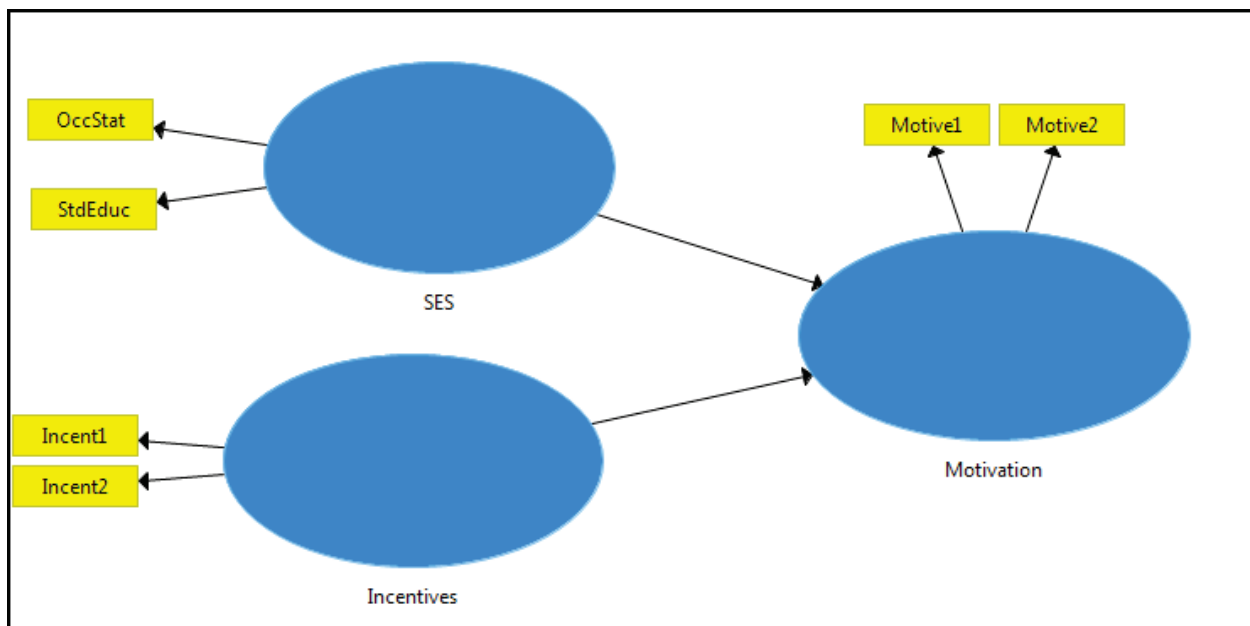 OccStat
StdEduc
SES
Motive1
Motive2
Incent1
Incent2
Incentives
Motivation